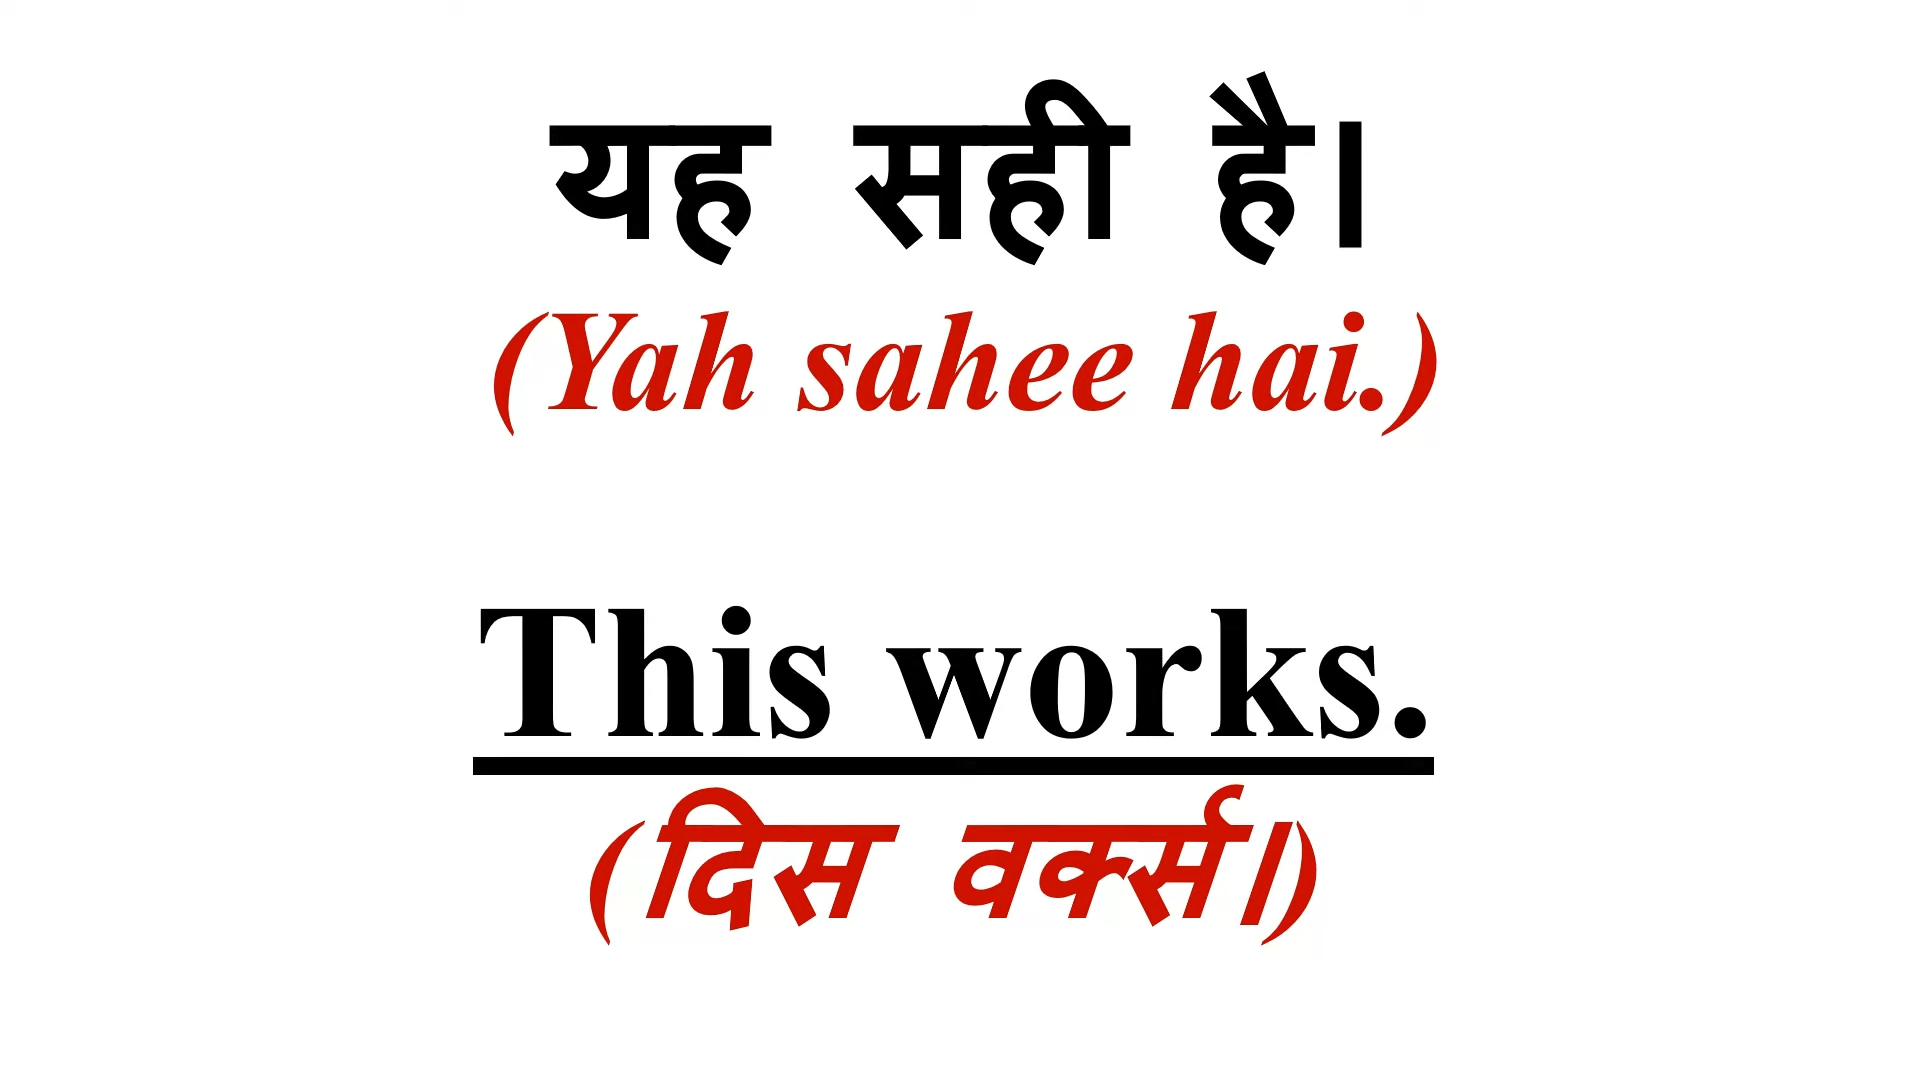 यह सही है।
(Yah sahee hai.)
This works.
(दिस वर्क्स।)